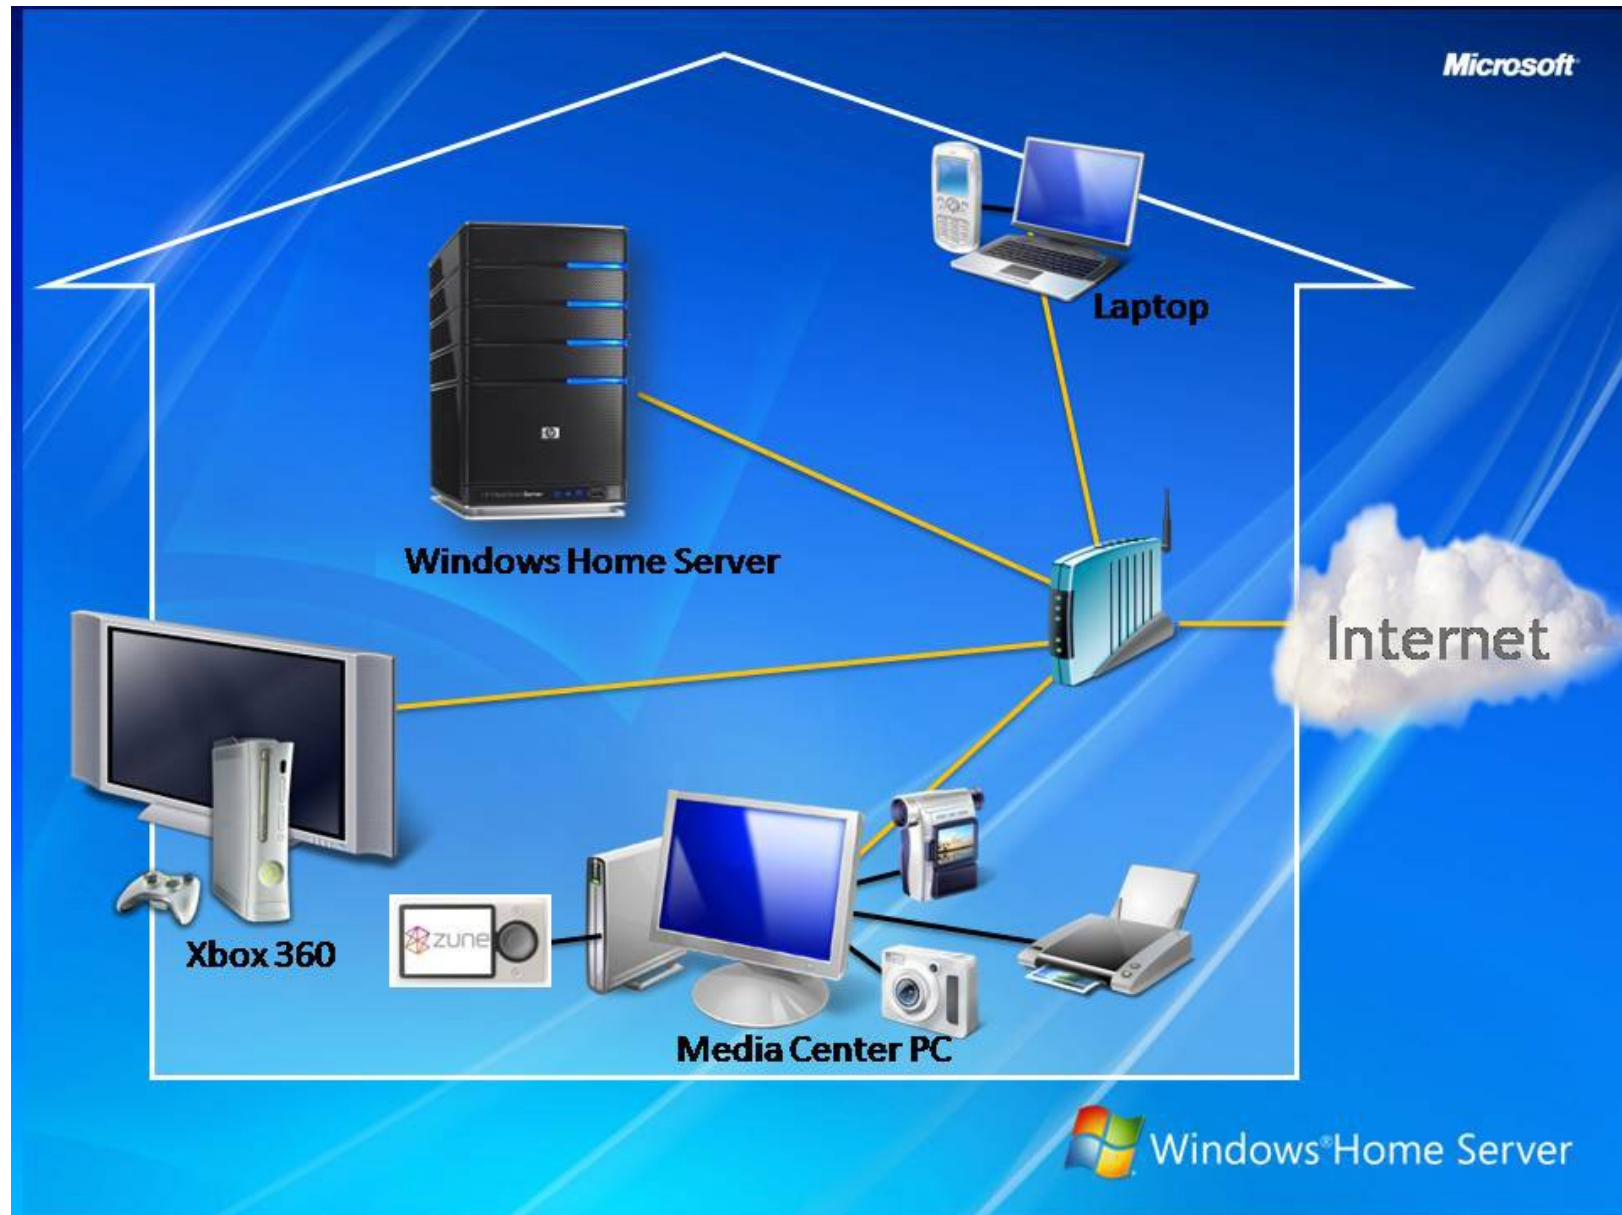 Microsoft
Laptop
Windows Home Server
Internet
zune
Xbox 360
Media Center PC
Windows® Home Server